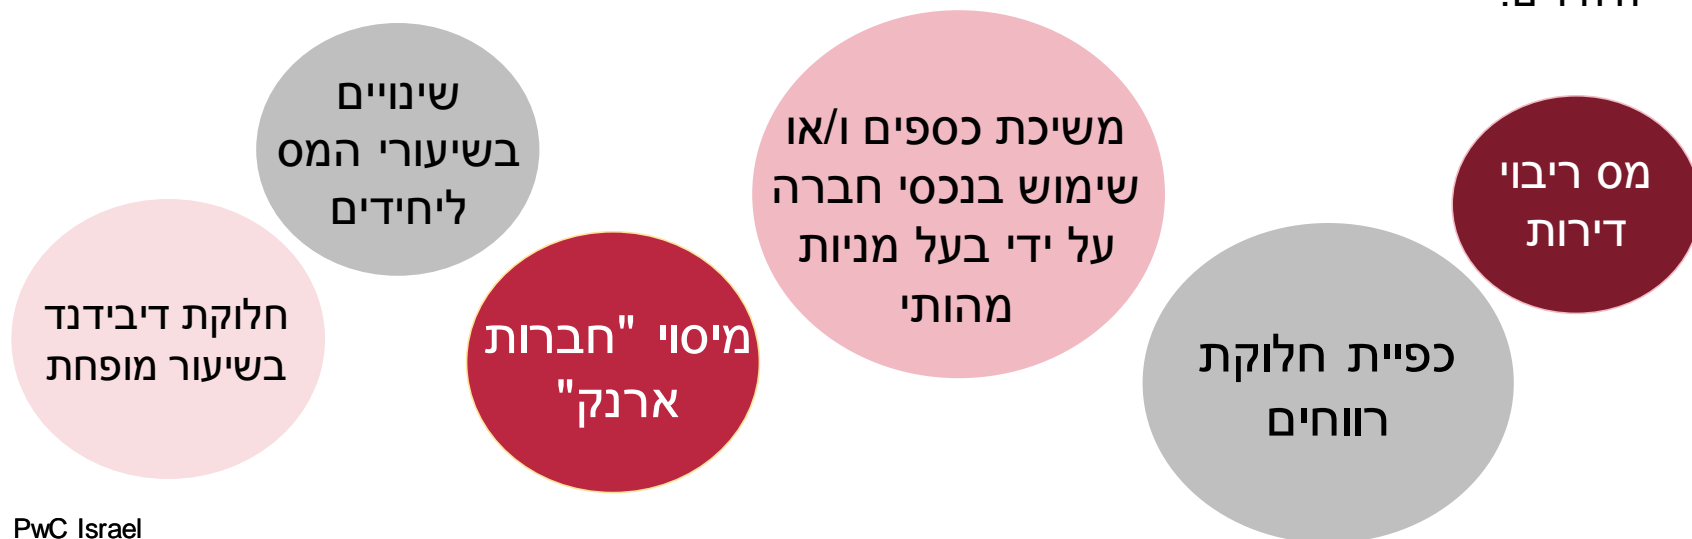 מס ריבוי
דירות
כפיית חלוקת
רווחים
משיכת כספים ו/או
שימוש בנכסי חברה
על ידי בעל מניות
מהותי
מיסוי "חברות
ארנק"
שינויים
בשיעורי המס
ליחידים
חלוקת דיבידנד
בשיעור מופחת
PwC Israel